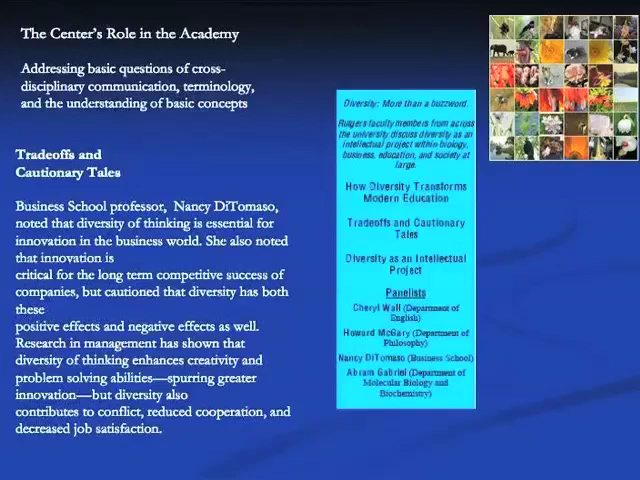 The Center's Role in the Academy
Addressing basic questions of cross-
disciplinary communication, terminology,
and the understanding of basic concepts
Tradeoffs and
Cautionary Tales
Business School professor, Nancy DiTomaso,
noted that diversity of thinking is essential for
innovation in the business world. She also noted
that innovation is
critical for the long term competitive success of
companies, but cautioned that diversity has both
these
positive effects and negative effects as well.
Research in management has shown that
diversity of thinking enhances creativity and
problem solving abilities—spurring greater
innovation—but diversity also
contributes to conflict, reduced cooperation, and
decreased job satisfaction.
Diversity: More than a buzzword.
Rutgers faculty members from across
the university discuss diversity as an
intellectual project within biology,
business, education, and society at
large.
How Diversity Transforms
Modern Education
Tradeoffs and Cautionary
Tales
Diversity as an Intellectual
Project
Panelists
Cheryl Wall (Department of
English)
Howard McGary (Department of
Philosophy)
Nancy DiTomaso (Business School)
Abram Gabriel (Department of
Molecular Biology and
Biochemistry)